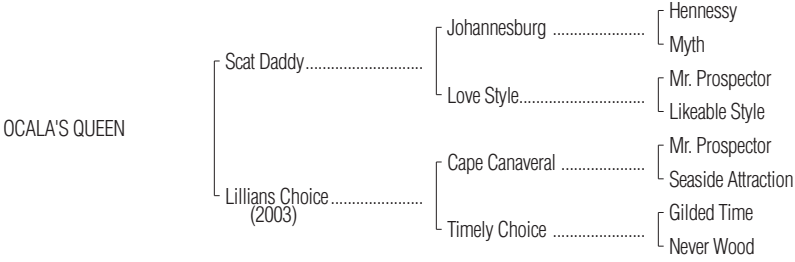 Hennessy
Johannesburg ......................
Myth
Scat Daddy............................
Mr. Prospector
Love Style..............................
Likeable Style
OCALA'S QUEEN
Mr. Prospector
Cape Canaveral ....................
Seaside Attraction
Lillians Choice......................
(2003)
Gilded Time
Timely Choice ......................
Never Wood